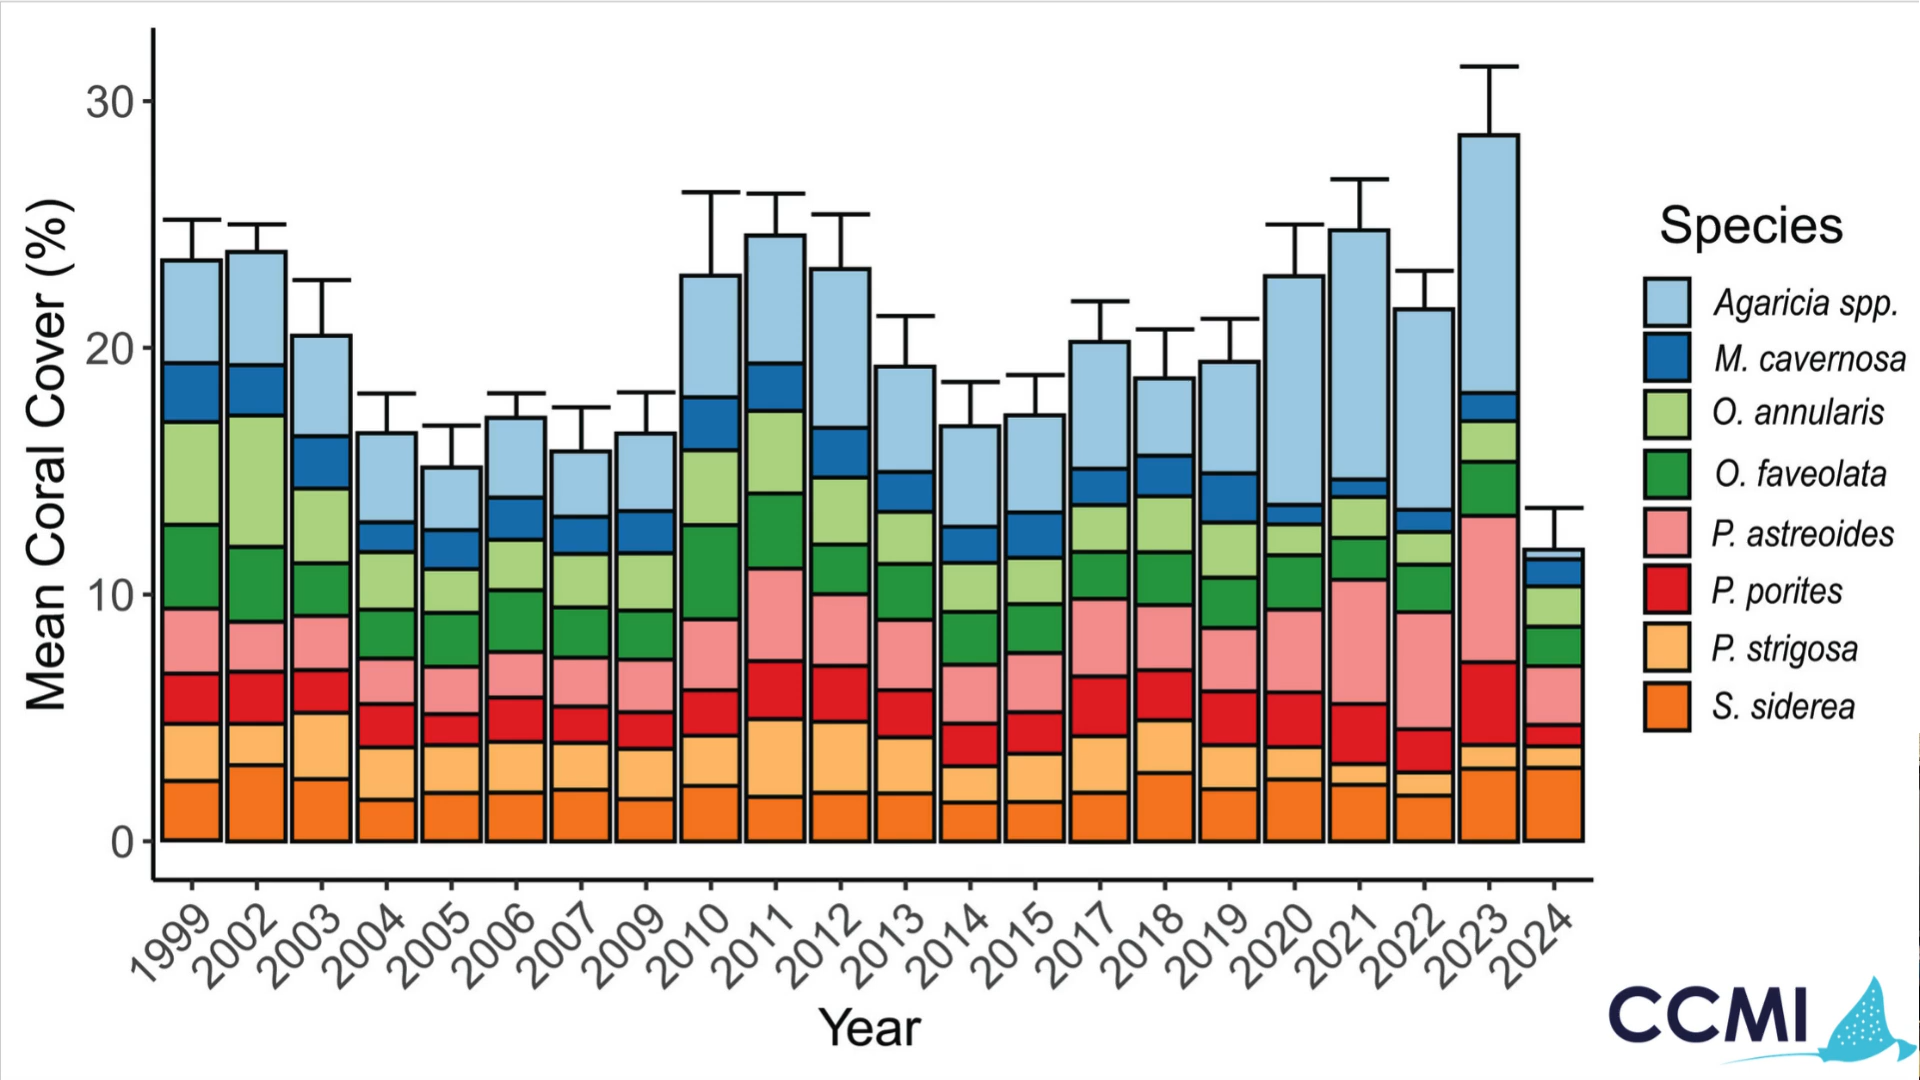 Mean Coral Cover (%)
30
20
10
0
1999
2002
2003
2004
2005
2006
2007
2009
2010
2011
2012
2013
2014
2015
2017
2018
2019
2020
2021
2022
2023
2024
Year
Species
Agaricia spp.
M. cavernosa
O. annularis
O. faveolata
P. astreoides
P. porites
P. strigosa
S. siderea
CCMI